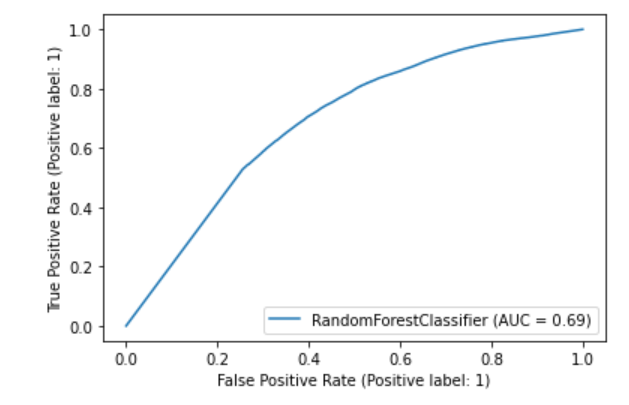 1.0
0.8
0.6
0.4
0.2
0.0
True Positive Rate (Positive label: 1)
RandomForestClassifier (AUC = 0.69)
0.0 0.2 0.4 0.6 0.8 1.0
False Positive Rate (Positive label: 1)